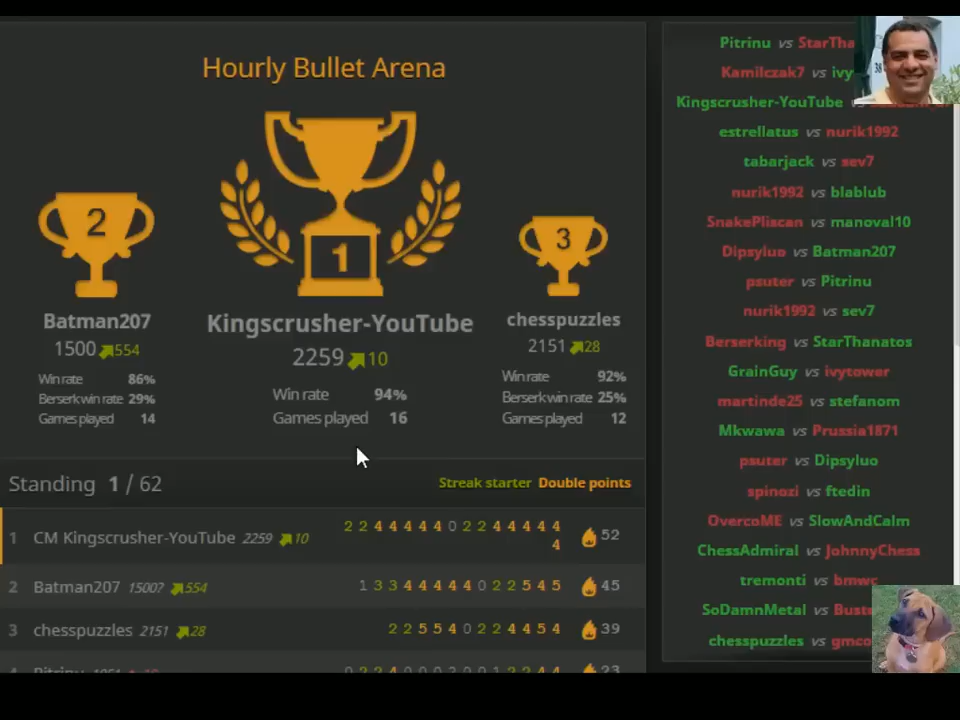 Hourly Bullet Arena
2
1
3
Batman207
1500 554
Win rate 86%
Berserk win rate 29%
Games played 14
Kingscrusher-YouTube
2259 10
Win rate 94%
Games played 16
chesspuzzles
2151 28
Win rate 92%
Berserk win rate 25%
Games played 12
Standing 1 / 62 Streak starter Double points
1 CM Kingscrusher-YouTube 2259 10 2 2 4 4 4 4 4 0 2 2 4 4 4 4 4 52
4
2 Batman207 1500? 554 1 3 3 4 4 4 4 4 0 2 2 5 4 5 45
3 chesspuzzles 2151 28 2 2 5 5 4 0 2 2 4 4 5 4 39
Pitrinu vs StarTha
Kamilczak7 vs ivy
Kingscrusher-YouTube
estrellatus vs nurik1992
tabarjack vs sev7
nurik1992 vs blablub
SnakePliscan vs manoval10
Dipsyluo vs Batman207
psuter vs Pitrinu
nurik1992 vs sev7
Berserking vs StarThanatos
GrainGuy vs ivytower
martinde25 vs stefanom
Mkwawa vs Prussia1871
psuter vs Dipsyluo
spinozi vs ftedin
OvercoME vs SlowAndCalm
ChessAdmiral vs JohnnyChess
tremonti vs bmwc
SoDamnMetal vs Bust
chesspuzzles vs gmco